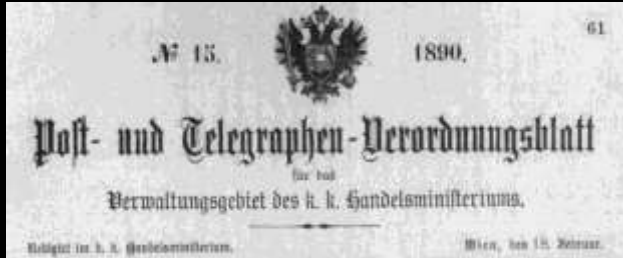 61
№ 15. 1890.
Post- und Telegraphen-Verordnungsblatt
für das
Verwaltungsgebiet des k. k. Handelsministeriums.
Redigirt im k. k. Handelsministerium. Wien, den 18. Februar.